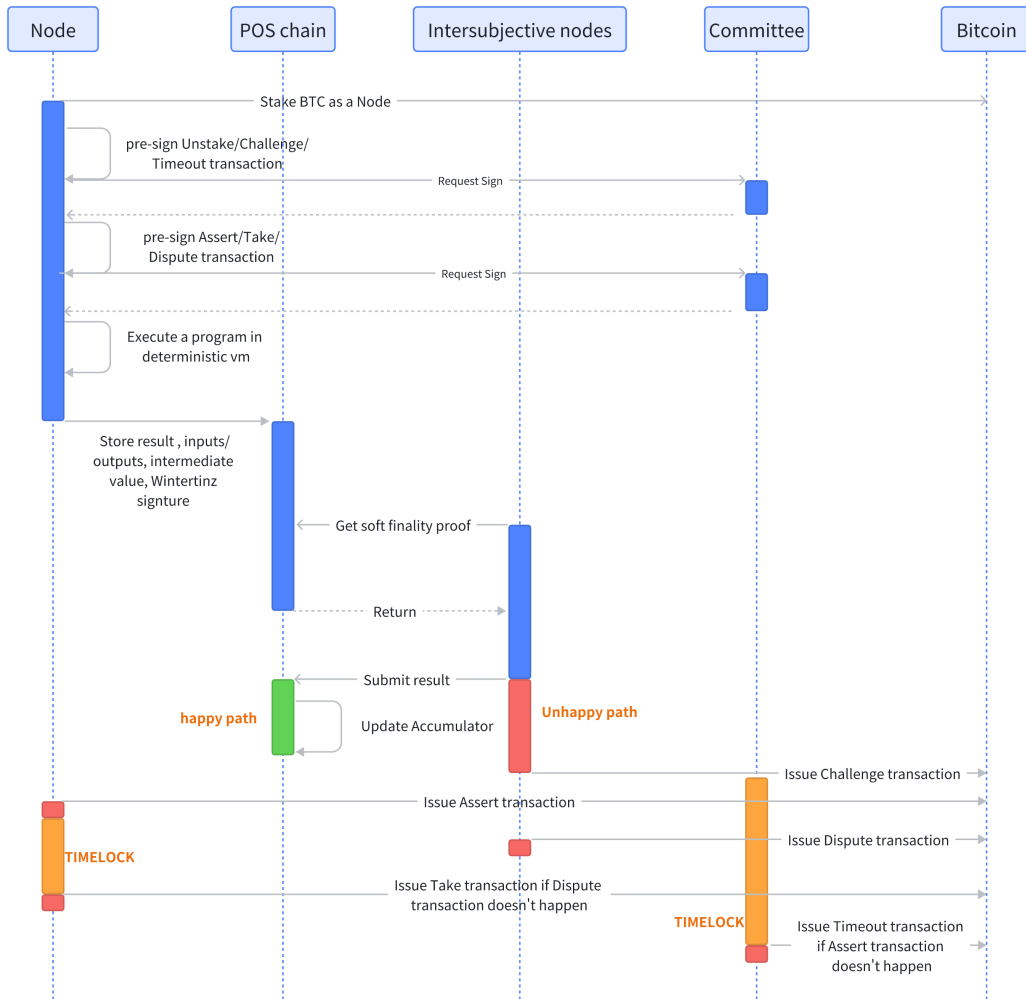 Node
POS chain
Intersubjective nodes
Committee
Bitcoin
Stake BTC as a Node
pre-sign Unstake/Challenge/
Timeout transaction
Request Sign
pre-sign Assert/Take/
Dispute transaction
Request Sign
Execute a program in
deterministic vm
Store result , inputs/
outputs, intermediate
value, Wintertinz
signture
Get soft finality proof
Return
Submit result
happy path
Update Accumulator
Unhappy path
Issue Challenge transaction
Issue Assert transaction
Issue Dispute transaction
TIMELOCK
Issue Take transaction if Dispute
transaction doesn't happen
TIMELOCK
Issue Timeout transaction
if Assert transaction
doesn't happen